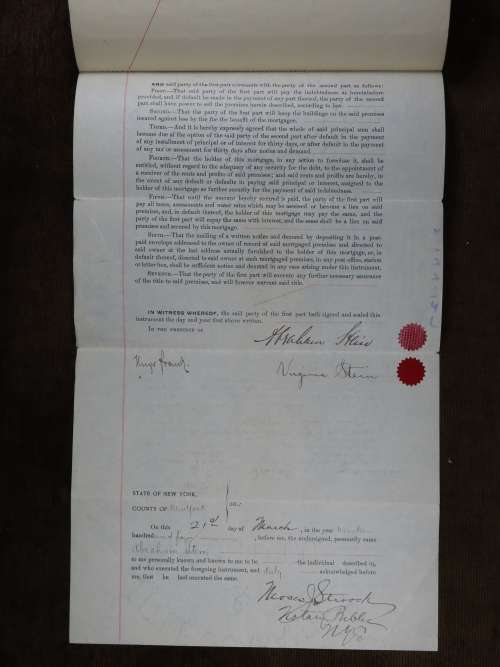 AND said party of the first part covenants with the party of the second part as follows:
FIRST.—That said party of the first part will pay the indebtedness as hereinbefore
provided, and if default be made in the payment of any part thereof, the party of the second
part shall have power to sell the premises herein described, according to law
SECOND.—That the party of the first part will keep the buildings on the said premises
insured against loss by fire for the benefit of the mortgagee.
THIRD.—And it is hereby expressly agreed that the whole of said principal sum shall
become due at the option of the said party of the second part after default in the payment
of any installment of principal or of interest for thirty days, or after default in the payment
of any tax or assessment for thirty days after notice and demand.
FOURTH.—That the holder of this mortgage, in any action to foreclose it, shall be
entitled, without regard to the adequacy of any security for the debt, to the appointment of
a receiver of the rents and profits of said premises; and said rents and profits are hereby, in
the event of any default or defaults in paying said principal or interest, assigned to the
holder of this mortgage as further security for the payment of said indebtedness.
FIFTH.—That until the amount hereby secured is paid, the party of the first part will
pay all taxes, assessments and water rates which may be assessed or become a lien on said
premises, and, in default thereof, the holder of this mortgage may pay the same, and the
party of the first part will repay the same with interest, and the same shall be a lien on said
premises and secured by this mortgage.
SIXTH.—That the mailing of a written notice and demand by depositing it in a post-
paid envelope addressed to the owner of record of said mortgaged premises and directed to
said owner at the last address actually furnished to the holder of this mortgage, or, in
default thereof, directed to said owner at said mortgaged premises, in any post office, station
or letter-box, shall be sufficient notice and demand in any case arising under this instrument.
SEVENTH.—That the party of the first part will execute any further necessary assurance
of the title to said premises, and will forever warrant said title.
IN WITNESS WHEREOF, the said party of the first part hath signed and sealed this
instrument the day and year first above written.
IN THE PRESENCE OF
Abraham Stein
Hugo Frank.
Virginia Stein
STATE OF NEW YORK,
COUNTY OF New York
ss.:
On this 21st day of March, in the year nineteen
hundred and four, before me, the undersigned, personally came
Abraham Stein
to me personally known and known to me to be the individual described in,
and who executed the foregoing instrument, and duly acknowledged before
me, that he had executed the same.
Moses J. Stroock
Notary Public
N.Y. Co